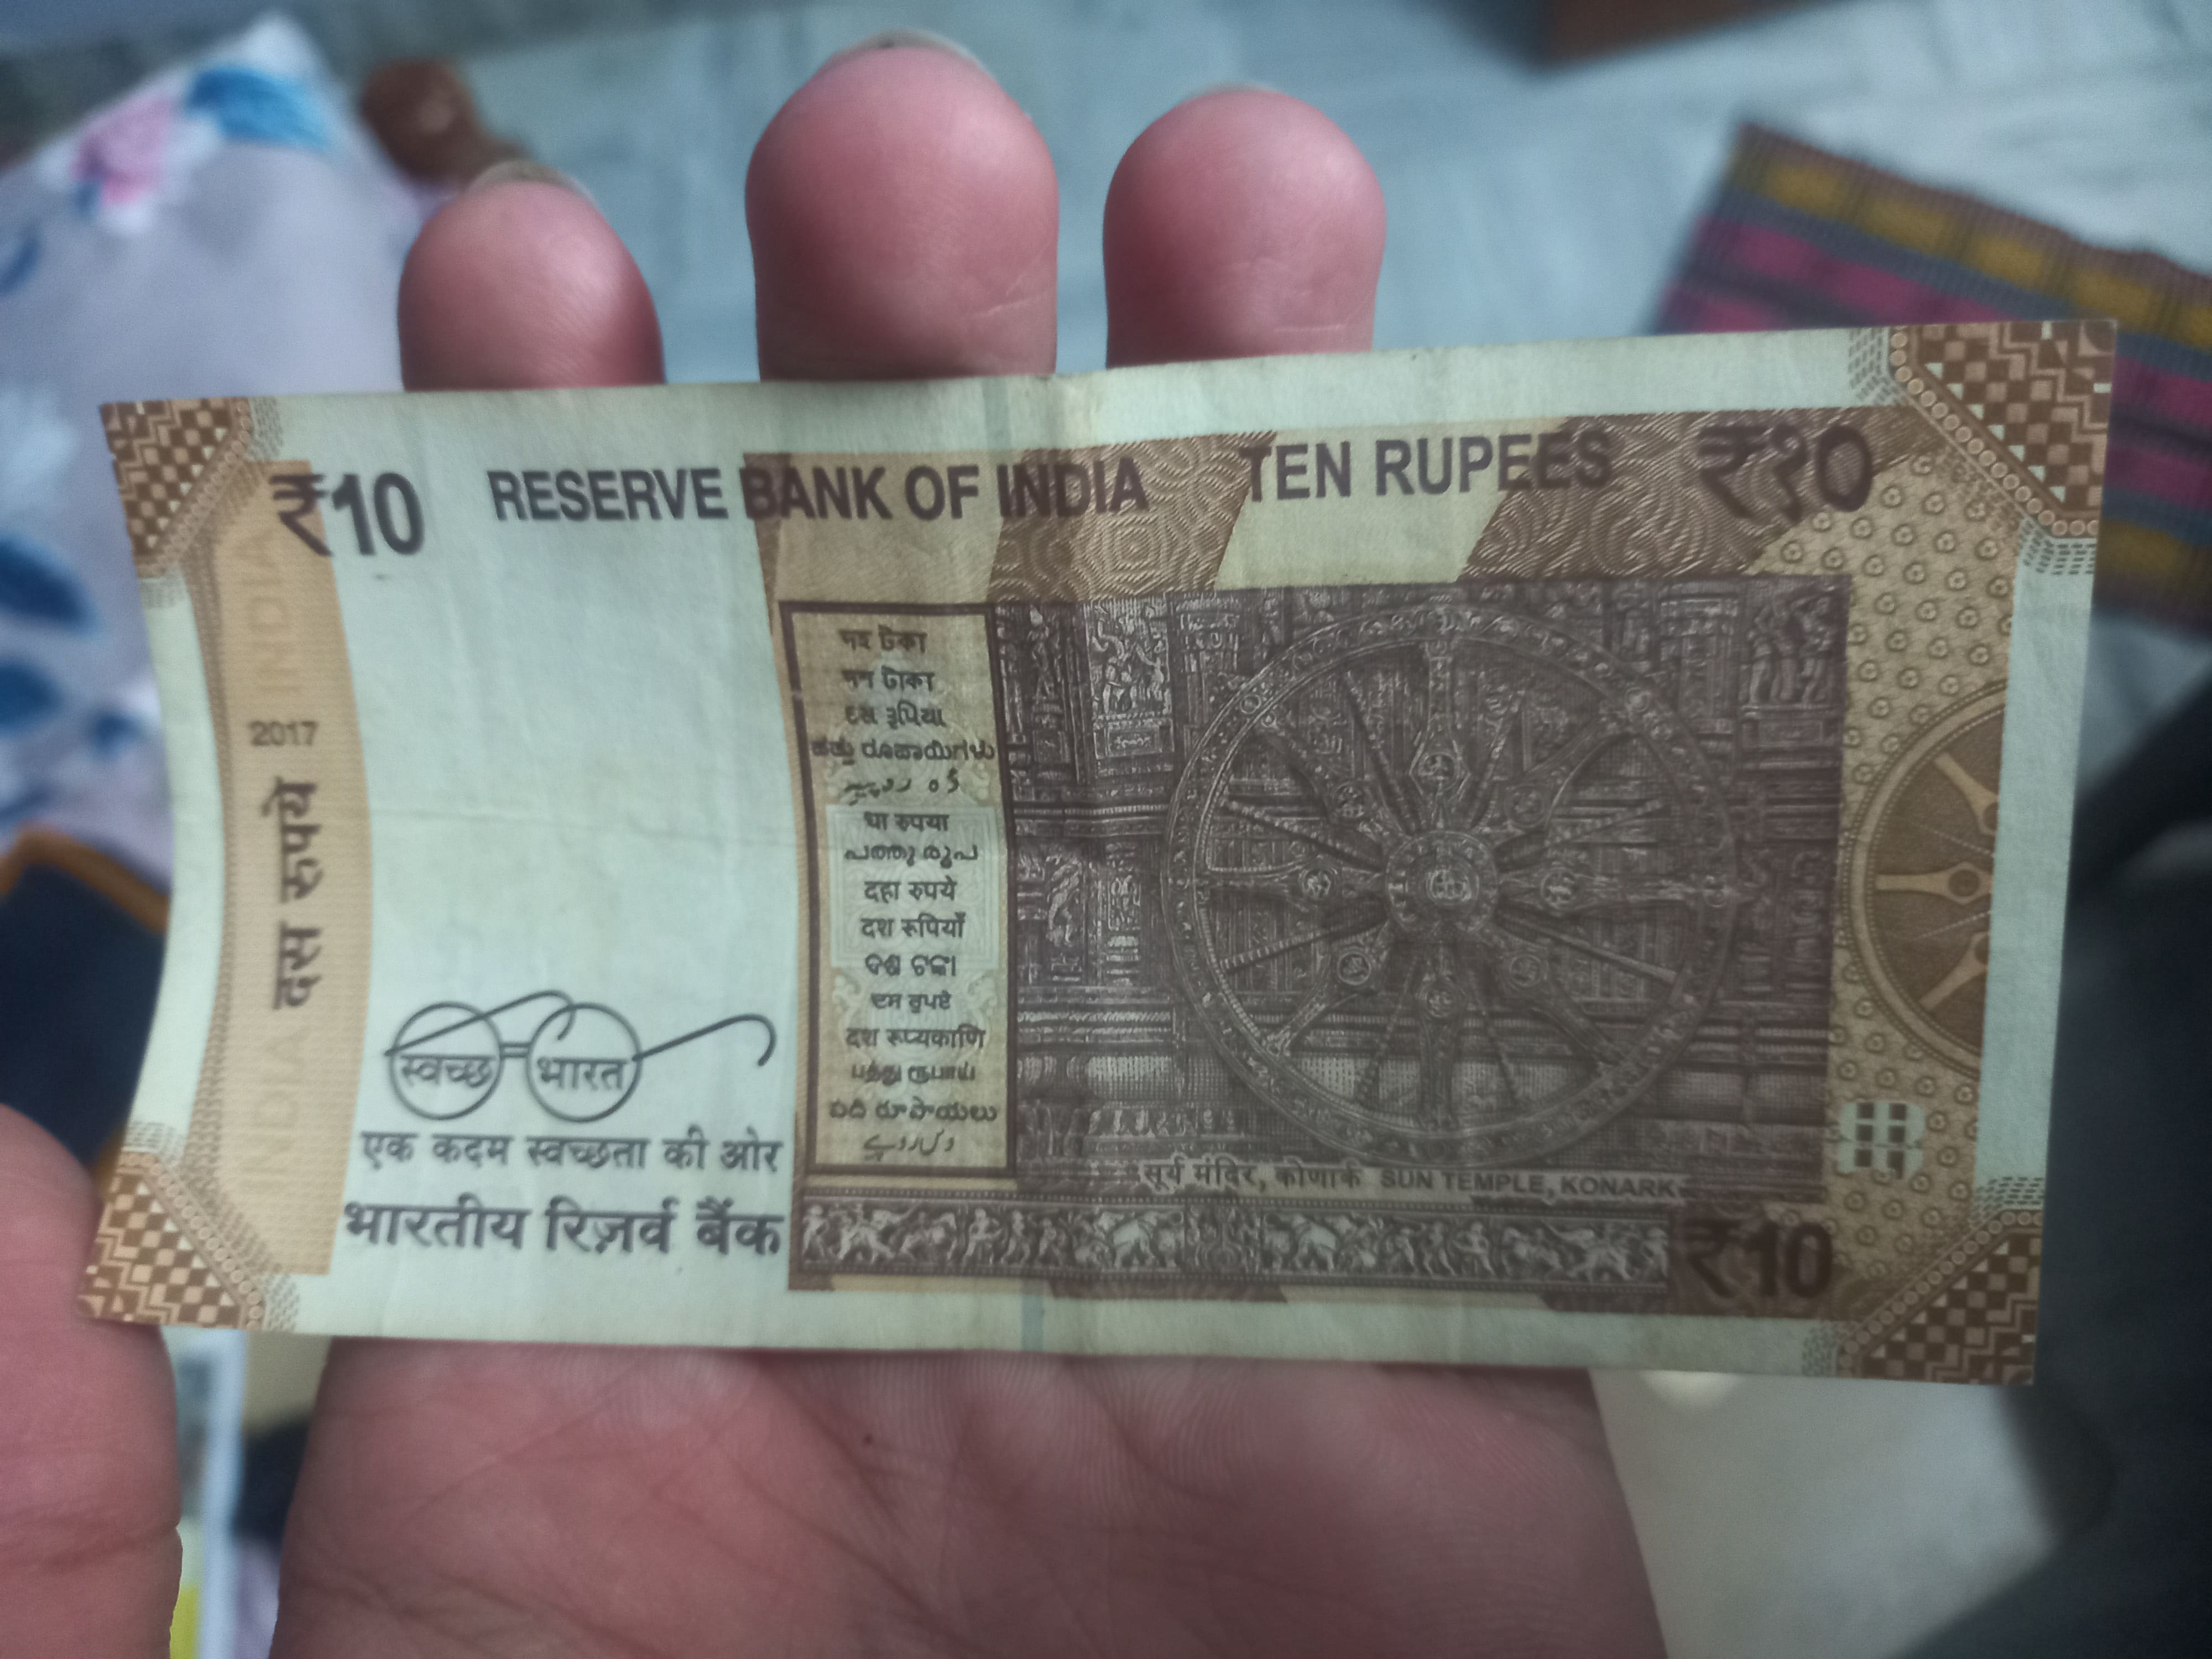 ₹10 RESERVE BANK OF INDIA TEN RUPEES ₹१०
INDIA
2017
दस रुपये
INDIA
দহ টকা
দশ টাকা
દસ રૂપિયા
ಹತ್ತು ರೂಪಾಯಿಗಳು
धा रुपया
പത്തു രൂപ
दहा रुपये
दश रूपियाँ
ଦଶ ଟଙ୍କା
ਦਸ ਰੁਪਏ
दश रूप्यकाणि
பத்து ரூபாய்
పది రూపాయలు
دس روپے
स्वच्छ भारत
एक कदम स्वच्छता की ओर
भारतीय रिज़र्व बैंक
सूर्य मंदिर, कोणार्क SUN TEMPLE, KONARK
₹10